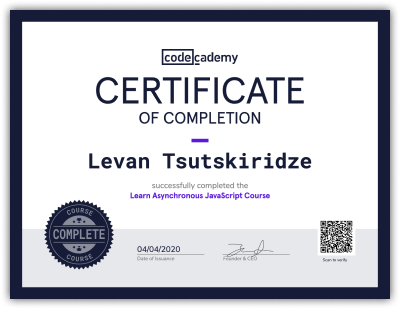 codecademy
CERTIFICATE
OF COMPLETION
Levan Tsutskiridze
successfully completed the
Learn Asynchronous JavaScript Course
COURSE
COMPLETE
COURSE
04/04/2020
Date of Issuance
Founder & CEO
Scan to verify